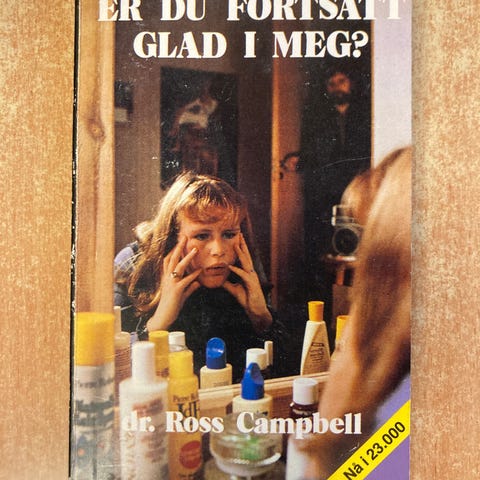 ER DU FORTSATT
GLAD I MEG?
dr. Ross Campbell
Nå i 23.000